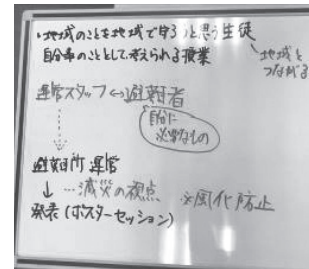 ・地域のことを地域で守ろうと思う生徒
自分事のこととして考えられる授業
地域と
つながる
運営スタッフ↔避難者
自分に
必要なもの
避難所運営
↓ …減災の視点
※風化防止
発表(ポスターセッション)